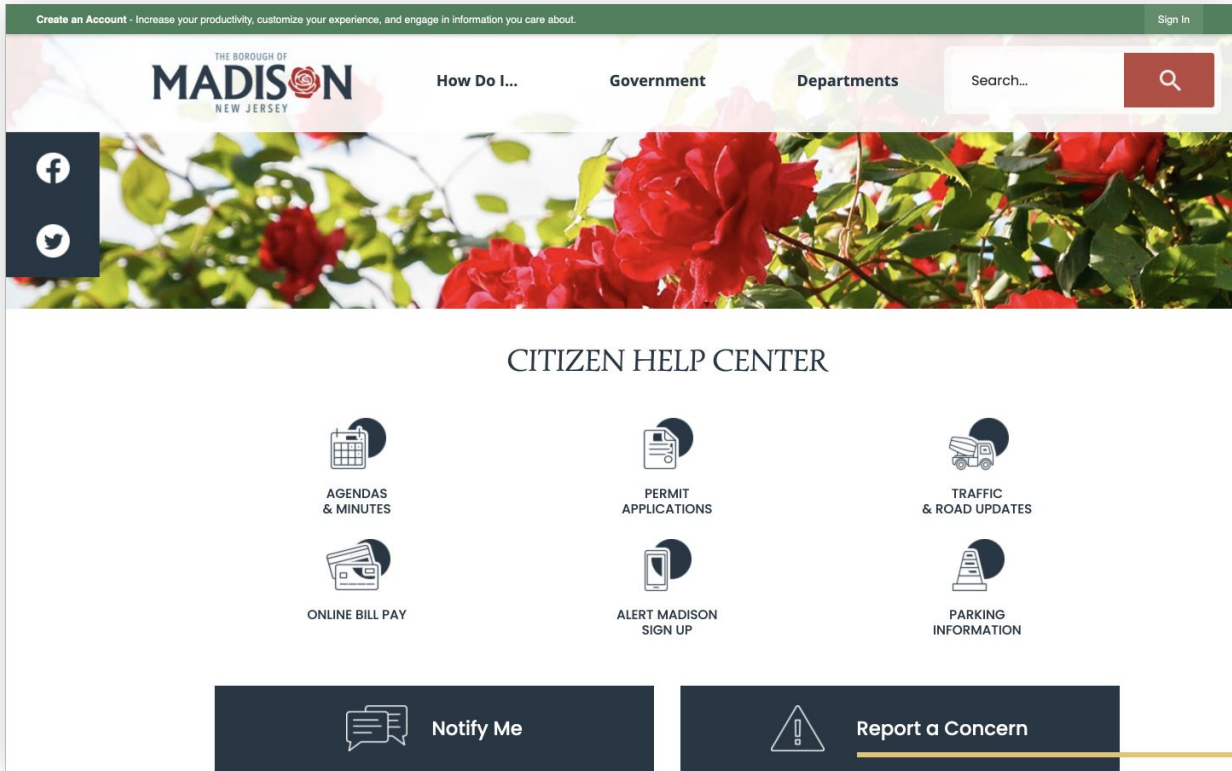 Create an Account - Increase your productivity, customize your experience, and engage in information you care about.
Sign In
THE BOROUGH OF
MADISON
NEW JERSEY
How Do I...
Government
Departments
Search...
CITIZEN HELP CENTER
AGENDAS
& MINUTES
PERMIT
APPLICATIONS
TRAFFIC
& ROAD UPDATES
ONLINE BILL PAY
ALERT MADISON
SIGN UP
PARKING
INFORMATION
Notify Me
Report a Concern